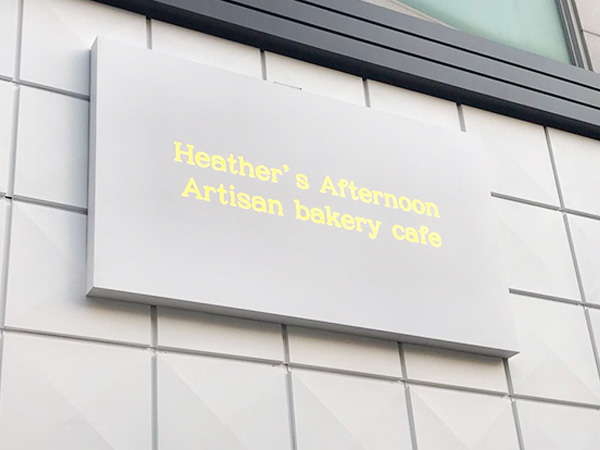 Heather's Afternoon
Artisan bakery cafe